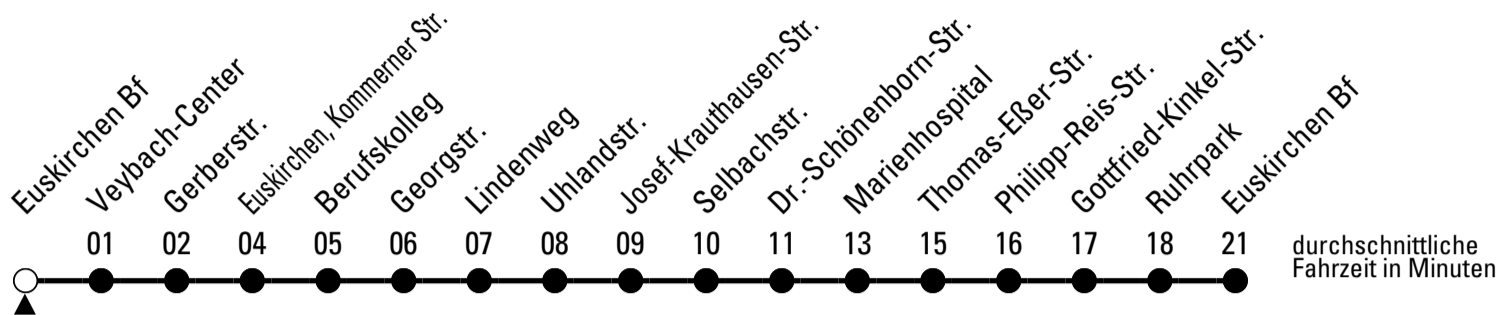 Euskirchen Bf
Veybach-Center
Gerberstr.
Euskirchen, Kommerner Str.
Berufskolleg
Georgstr.
Lindenweg
Uhlandstr.
Josef-Krauthausen-Str.
Selbachstr.
Dr.-Schönenborn-Str.
Marienhospital
Thomas-Eßer-Str.
Philipp-Reis-Str.
Gottfried-Kinkel-Str.
Ruhrpark
Euskirchen Bf
01 02 04 05 06 07 08 09 10 11 13 15 16 17 18 21
durchschnittliche
Fahrzeit in Minuten